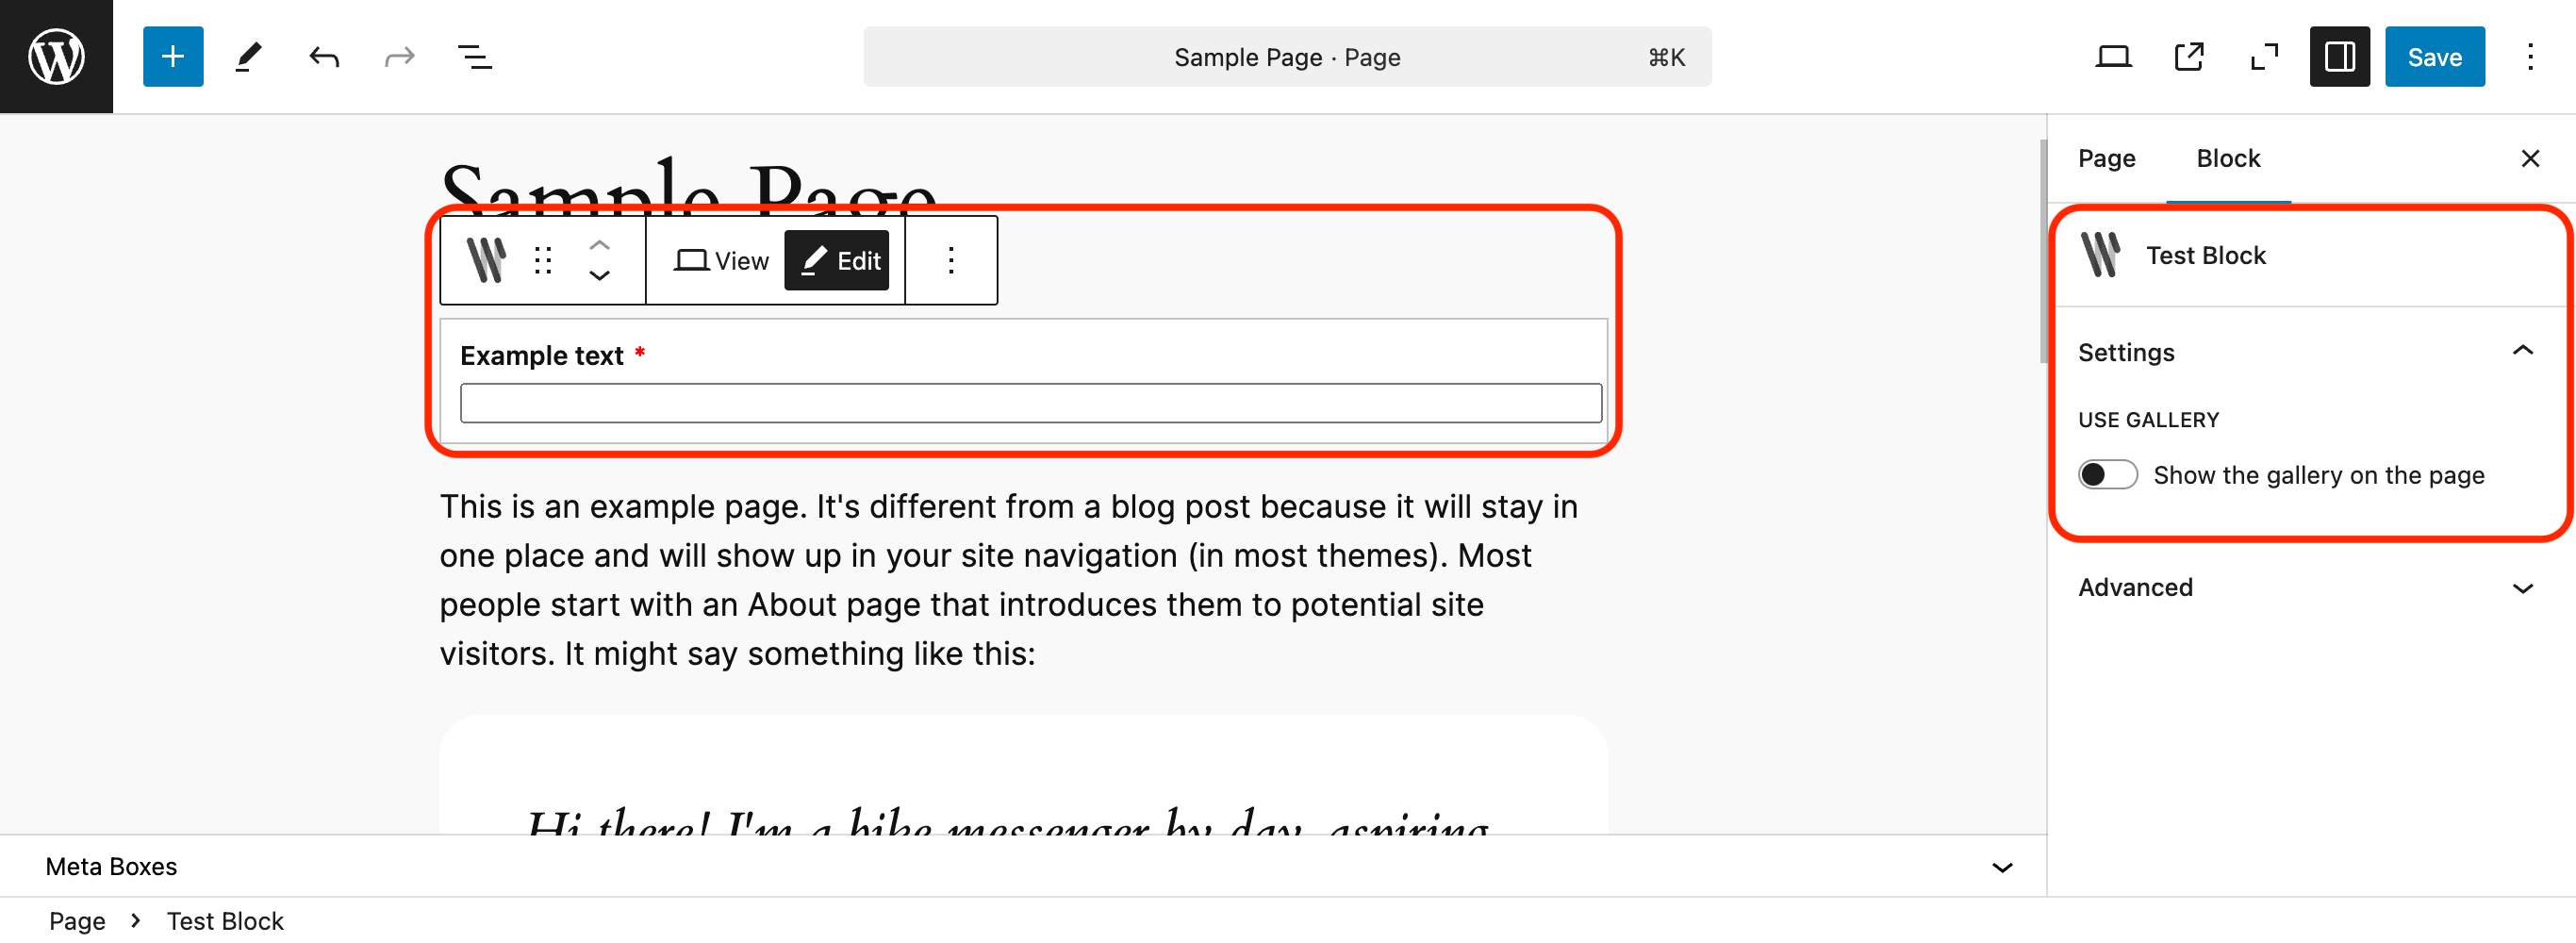 Sample Page · Page ⌘K
Save
Sample Page
View Edit
Example text *
This is an example page. It's different from a blog post because it will stay in
one place and will show up in your site navigation (in most themes). Most
people start with an About page that introduces them to potential site
visitors. It might say something like this:
Hi there! I'm a bike messenger by day, aspiring
Meta Boxes
Page > Test Block
Page Block
Test Block
Settings
USE GALLERY
Show the gallery on the page
Advanced